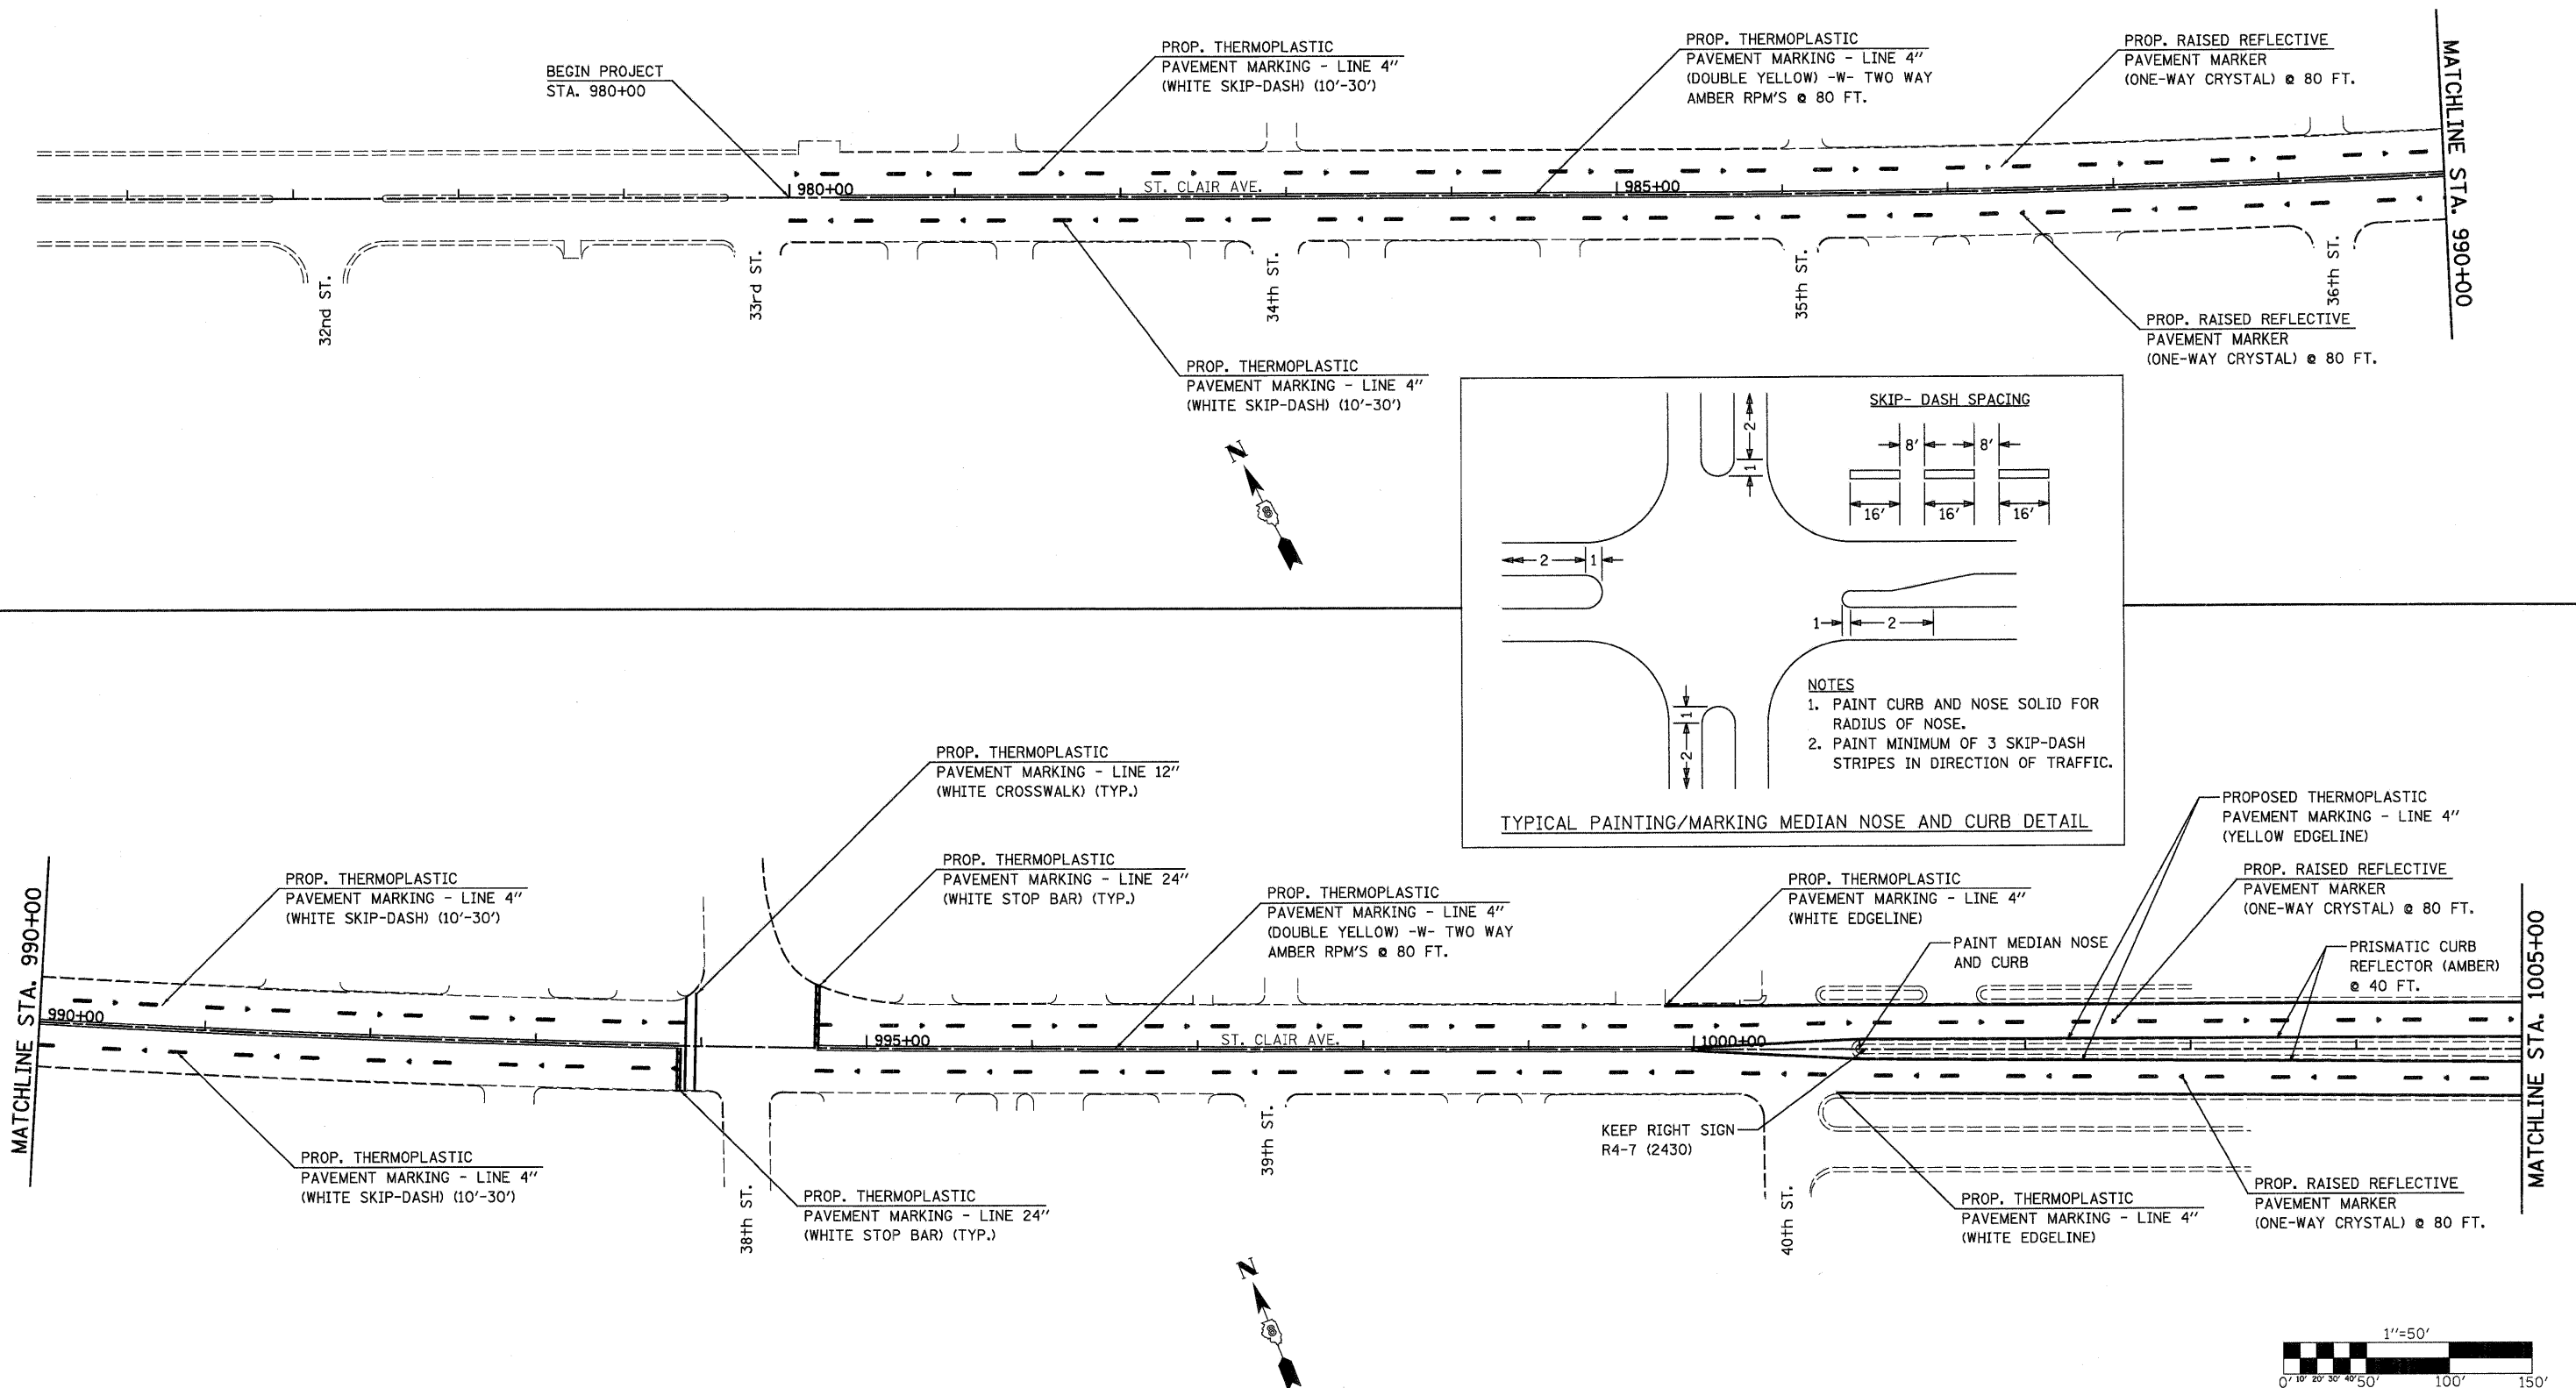 BEGIN PROJECT
STA. 980+00
PROP. THERMOPLASTIC
PAVEMENT MARKING - LINE 4"
(WHITE SKIP-DASH) (10'-30')
PROP. THERMOPLASTIC
PAVEMENT MARKING - LINE 4"
(DOUBLE YELLOW) -W- TWO WAY
AMBER RPM'S @ 80 FT.
PROP. RAISED REFLECTIVE
PAVEMENT MARKER
(ONE-WAY CRYSTAL) @ 80 FT.
MATCHLINE STA. 990+00
980+00
ST. CLAIR AVE.
985+00
32nd ST.
33rd ST.
34th ST.
35th ST.
36th ST.
PROP. THERMOPLASTIC
PAVEMENT MARKING - LINE 4"
(WHITE SKIP-DASH) (10'-30')
PROP. RAISED REFLECTIVE
PAVEMENT MARKER
(ONE-WAY CRYSTAL) @ 80 FT.
N
SKIP- DASH SPACING
8' 8'
16' 16' 16'
2
1
2 1
1 2
1
2
NOTES
1. PAINT CURB AND NOSE SOLID FOR
RADIUS OF NOSE.
2. PAINT MINIMUM OF 3 SKIP-DASH
STRIPES IN DIRECTION OF TRAFFIC.
TYPICAL PAINTING/MARKING MEDIAN NOSE AND CURB DETAIL
MATCHLINE STA. 990+00
PROP. THERMOPLASTIC
PAVEMENT MARKING - LINE 4"
(WHITE SKIP-DASH) (10'-30')
PROP. THERMOPLASTIC
PAVEMENT MARKING - LINE 12"
(WHITE CROSSWALK) (TYP.)
PROP. THERMOPLASTIC
PAVEMENT MARKING - LINE 24"
(WHITE STOP BAR) (TYP.)
PROP. THERMOPLASTIC
PAVEMENT MARKING - LINE 4"
(DOUBLE YELLOW) -W- TWO WAY
AMBER RPM'S @ 80 FT.
PROP. THERMOPLASTIC
PAVEMENT MARKING - LINE 4"
(WHITE EDGELINE)
PAINT MEDIAN NOSE
AND CURB
PROPOSED THERMOPLASTIC
PAVEMENT MARKING - LINE 4"
(YELLOW EDGELINE)
PROP. RAISED REFLECTIVE
PAVEMENT MARKER
(ONE-WAY CRYSTAL) @ 80 FT.
PRISMATIC CURB
REFLECTOR (AMBER)
@ 40 FT.
MATCHLINE STA. 1005+00
990+00
995+00
ST. CLAIR AVE.
1000+00
38th ST.
39th ST.
40th ST.
PROP. THERMOPLASTIC
PAVEMENT MARKING - LINE 4"
(WHITE SKIP-DASH) (10'-30')
PROP. THERMOPLASTIC
PAVEMENT MARKING - LINE 24"
(WHITE STOP BAR) (TYP.)
KEEP RIGHT SIGN
R4-7 (2430)
PROP. THERMOPLASTIC
PAVEMENT MARKING - LINE 4"
(WHITE EDGELINE)
PROP. RAISED REFLECTIVE
PAVEMENT MARKER
(ONE-WAY CRYSTAL) @ 80 FT.
N
1"=50'
0' 10' 20' 30' 40' 50' 100' 150'